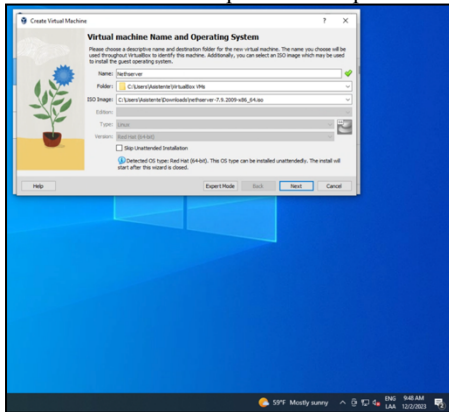 Create Virtual Machine
Virtual machine Name and Operating System
Please choose a descriptive name and destination folder for the new virtual machine. The name you choose will be
used throughout VirtualBox to identify this machine. Additionally, you can select an ISO image which may be used
to install the guest operating system.
Name: Nethserver
Folder: C:\Users\Asistente\VirtualBox VMs
ISO Image: C:/Users/Asistente/Downloads/nethserver-7.9.2009-x86_64.iso
Edition:
Type: Linux
Version: Red Hat (64-bit)
Skip Unattended Installation
Detected OS type: Red Hat (64-bit). This OS type can be installed unattendedly. The install will
start after this wizard is closed.
Help Expert Mode Back Next Cancel
59°F Mostly sunny ENG 9:48 AM
LAA 12/2/2023